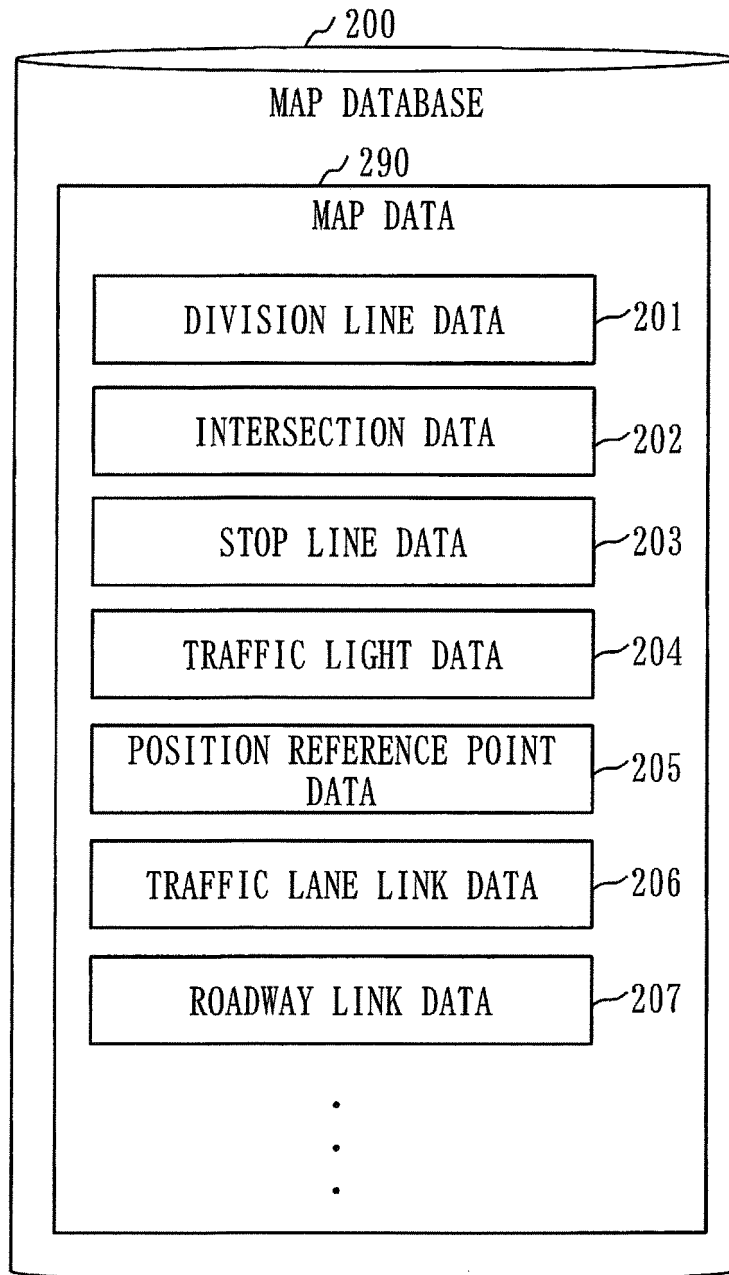 200
MAP DATABASE
290
MAP DATA
DIVISION LINE DATA 201
INTERSECTION DATA 202
STOP LINE DATA 203
TRAFFIC LIGHT DATA 204
POSITION REFERENCE POINT
DATA 205
TRAFFIC LANE LINK DATA 206
ROADWAY LINK DATA 207